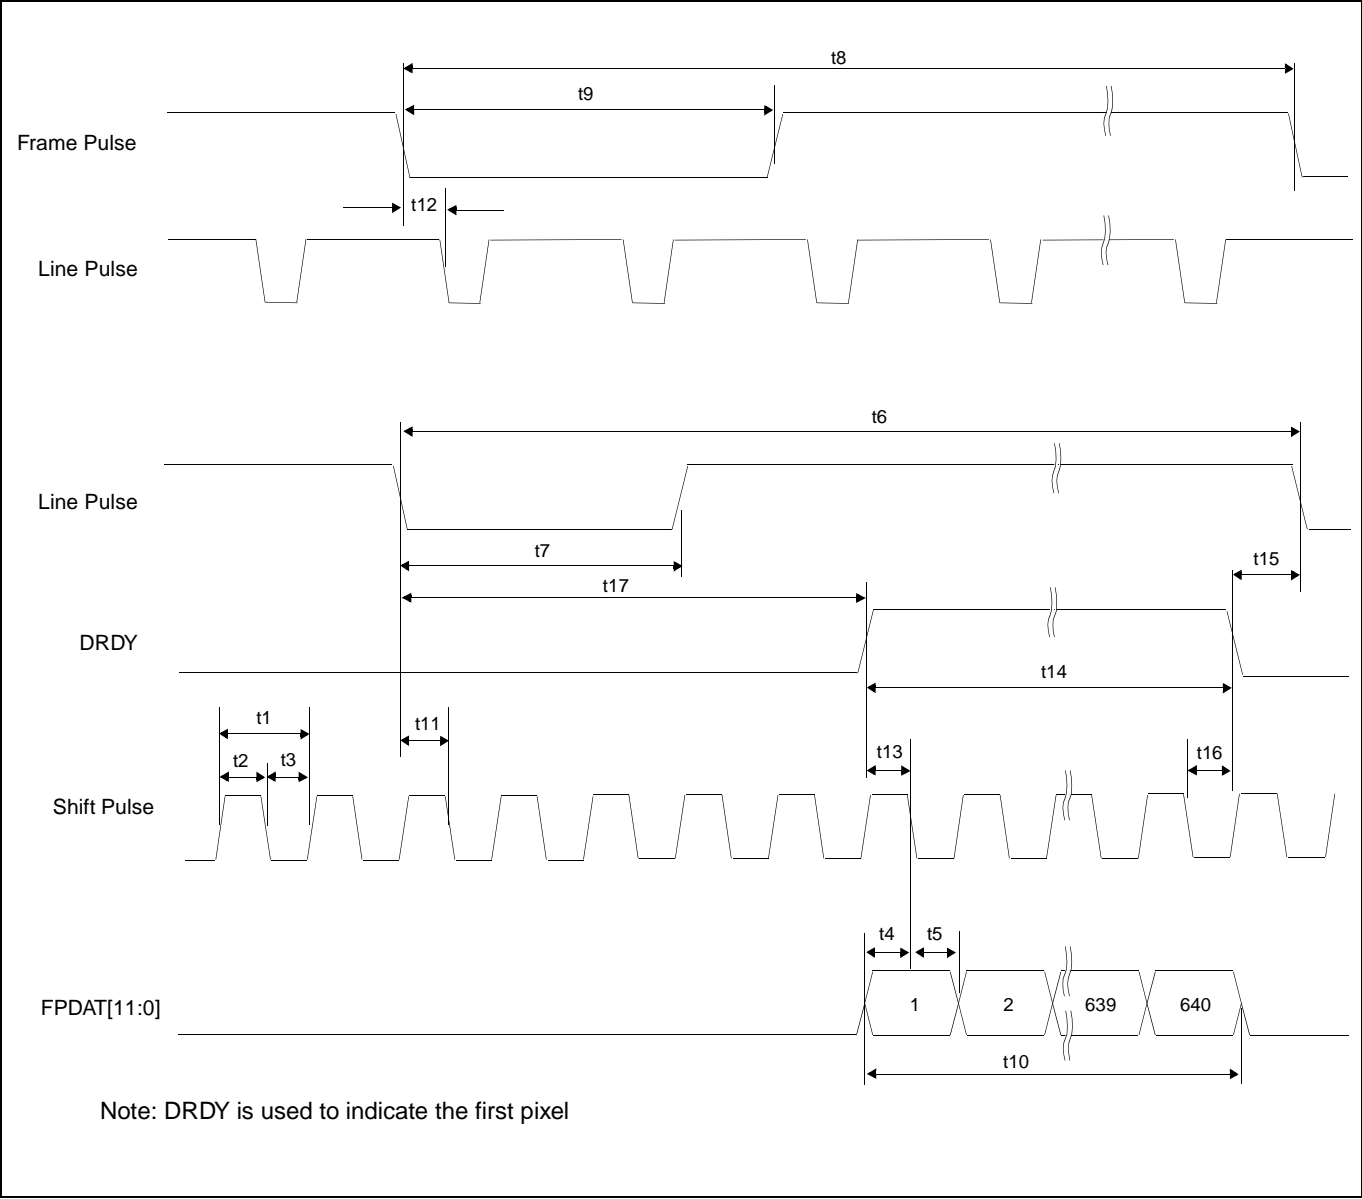 t8
t9
Frame Pulse
t12
Line Pulse
t6
Line Pulse
t7
t15
t17
DRDY
t14
t1
t11
t2
t3
t13
t16
Shift Pulse
t4
t5
FPDAT[11:0]
1
2
639
640
t10
Note: DRDY is used to indicate the first pixel